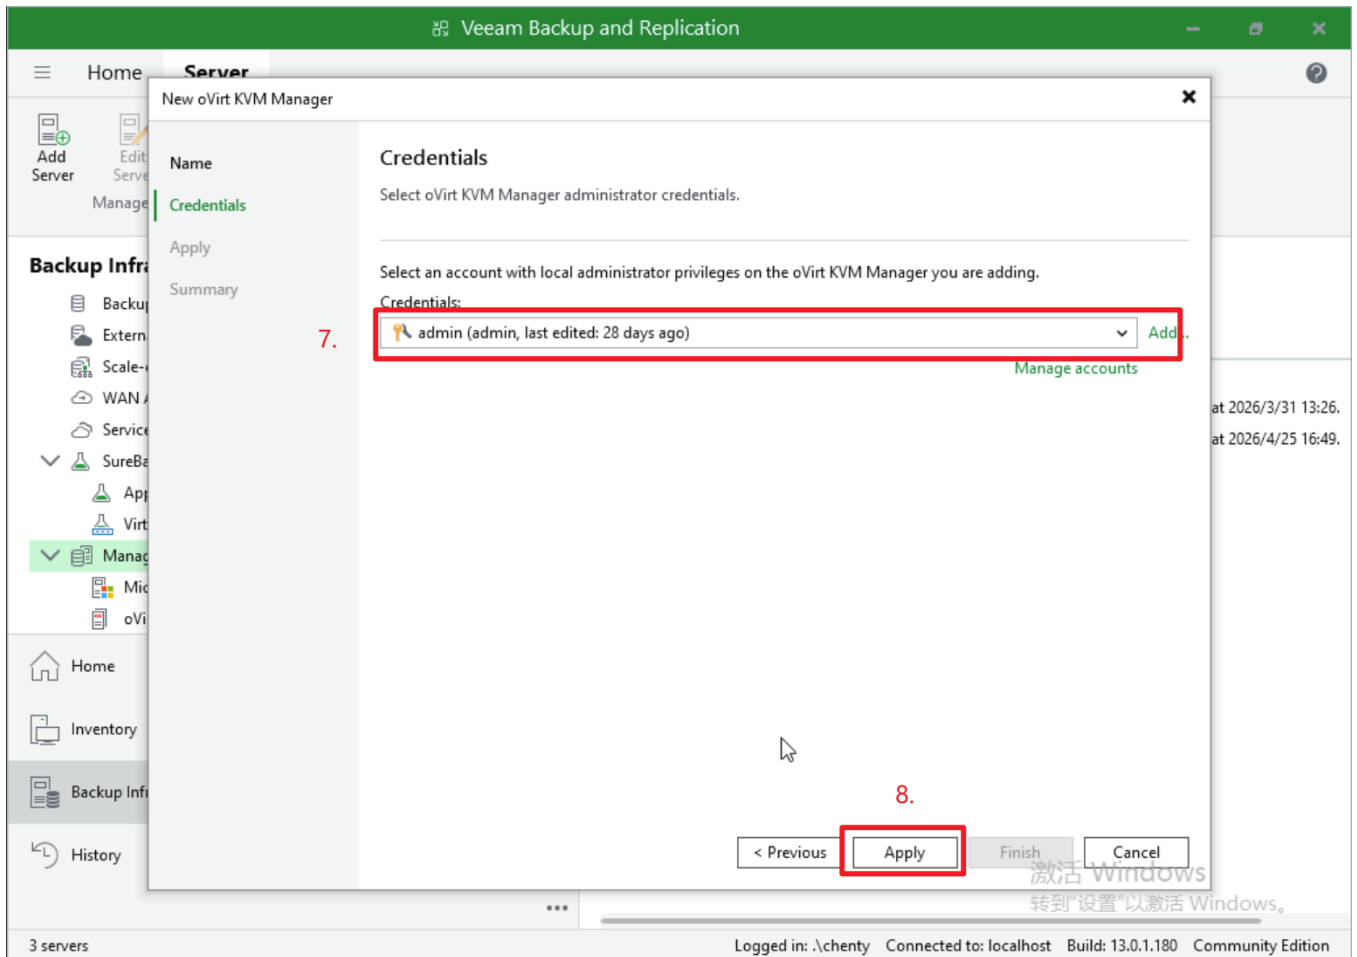 Veeam Backup and Replication
Home
Server
New oVirt KVM Manager
Add
Server
Edit
Manage
Name
Credentials
Apply
Summary
Credentials
Select oVirt KVM Manager administrator credentials.
Select an account with local administrator privileges on the oVirt KVM Manager you are adding.
Credentials:
7.
admin (admin, last edited: 28 days ago)
Add...
Manage accounts
at 2026/3/31 13:26.
at 2026/4/25 16:49.
Backup Infra
Backup
Extern
Scale-
WAN
Service
SureBa
App
Virt
Manag
Mic
oVi
Home
Inventory
Backup Infr
History
8.
< Previous
Apply
Finish
Cancel
激活 Windows
转到"设置"以激活 Windows。
3 servers
Logged in: .\chenty
Connected to: localhost
Build: 13.0.1.180
Community Edition